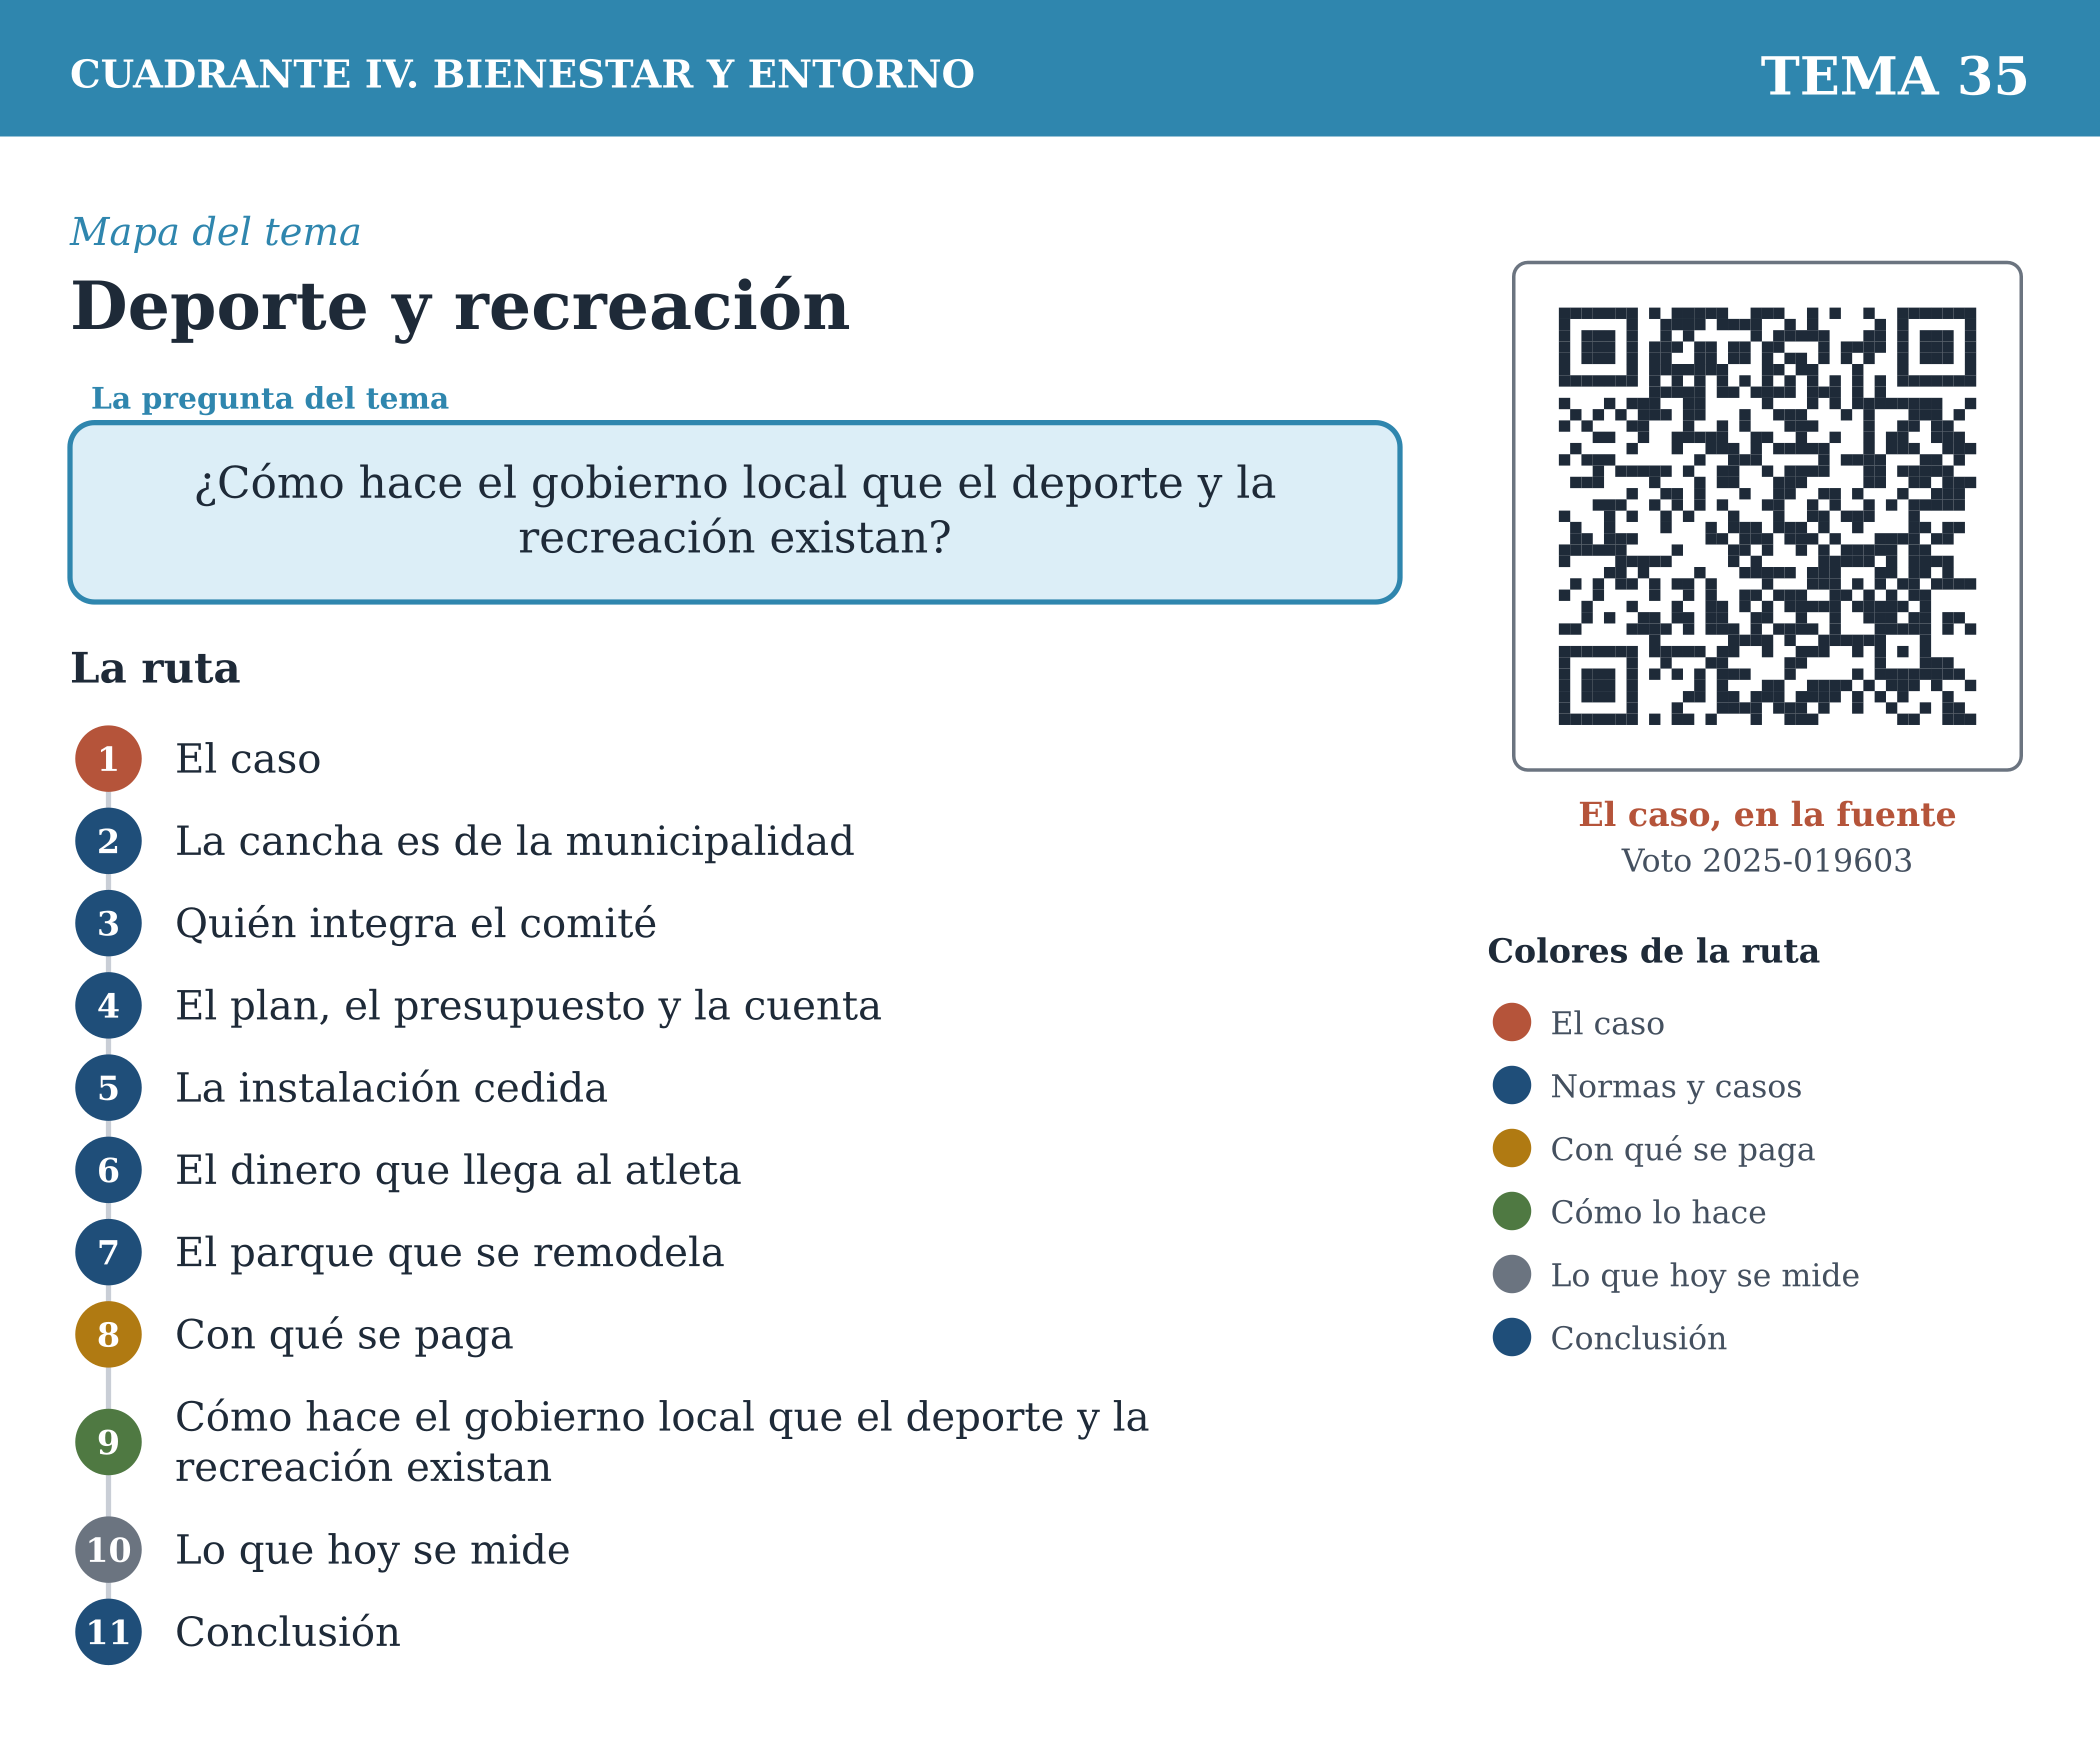 CUADRANTE IV. BIENESTAR Y ENTORNO
TEMA 35
Mapa del tema
Deporte y recreación
La pregunta del tema
¿Cómo hace el gobierno local que el deporte y la
recreación existan?
La ruta
1 El caso
2 La cancha es de la municipalidad
3 Quién integra el comité
4 El plan, el presupuesto y la cuenta
5 La instalación cedida
6 El dinero que llega al atleta
7 El parque que se remodela
8 Con qué se paga
9 Cómo hace el gobierno local que el deporte y la
recreación existan
10 Lo que hoy se mide
11 Conclusión
El caso, en la fuente
Voto 2025-019603
Colores de la ruta
El caso
Normas y casos
Con qué se paga
Cómo lo hace
Lo que hoy se mide
Conclusión